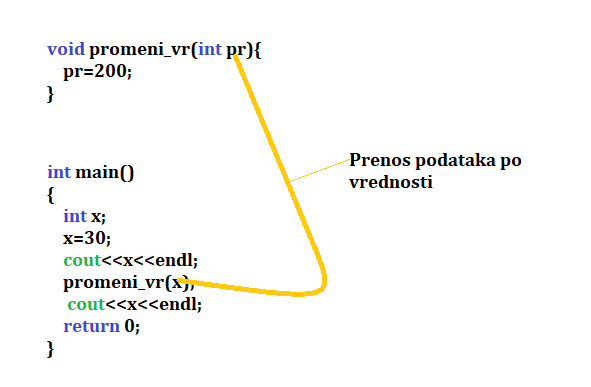 void promeni_vr(int pr){
pr=200;
}
int main()
{
int x;
x=30;
cout<<x<<endl;
promeni_vr(x);
cout<<x<<endl;
return 0;
}
Prenos podataka po
vrednosti